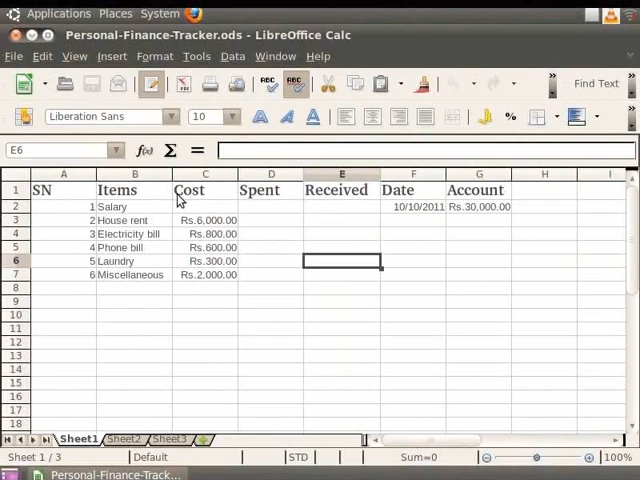 Applications Places System
Personal-Finance-Tracker.ods - LibreOffice Calc
File Edit View Insert Format Tools Data Window Help
ABC ABC Find Text
Liberation Sans 10 A A A %
E6 f(x) Σ =
A B C D E F G H I
1 SN Items Cost Spent Received Date Account
2 1 Salary 10/10/2011 Rs.30,000.00
3 2 House rent Rs.6,000.00
4 3 Electricity bill Rs.800.00
5 4 Phone bill Rs.600.00
6 5 Laundry Rs.300.00
7 6 Miscellaneous Rs.2,000.00
8
9
10
11
12
13
14
15
16
17
18
Sheet1 Sheet2 Sheet3
Sheet 1 / 3 Default STD Sum=0 100%
Personal-Finance-Track...